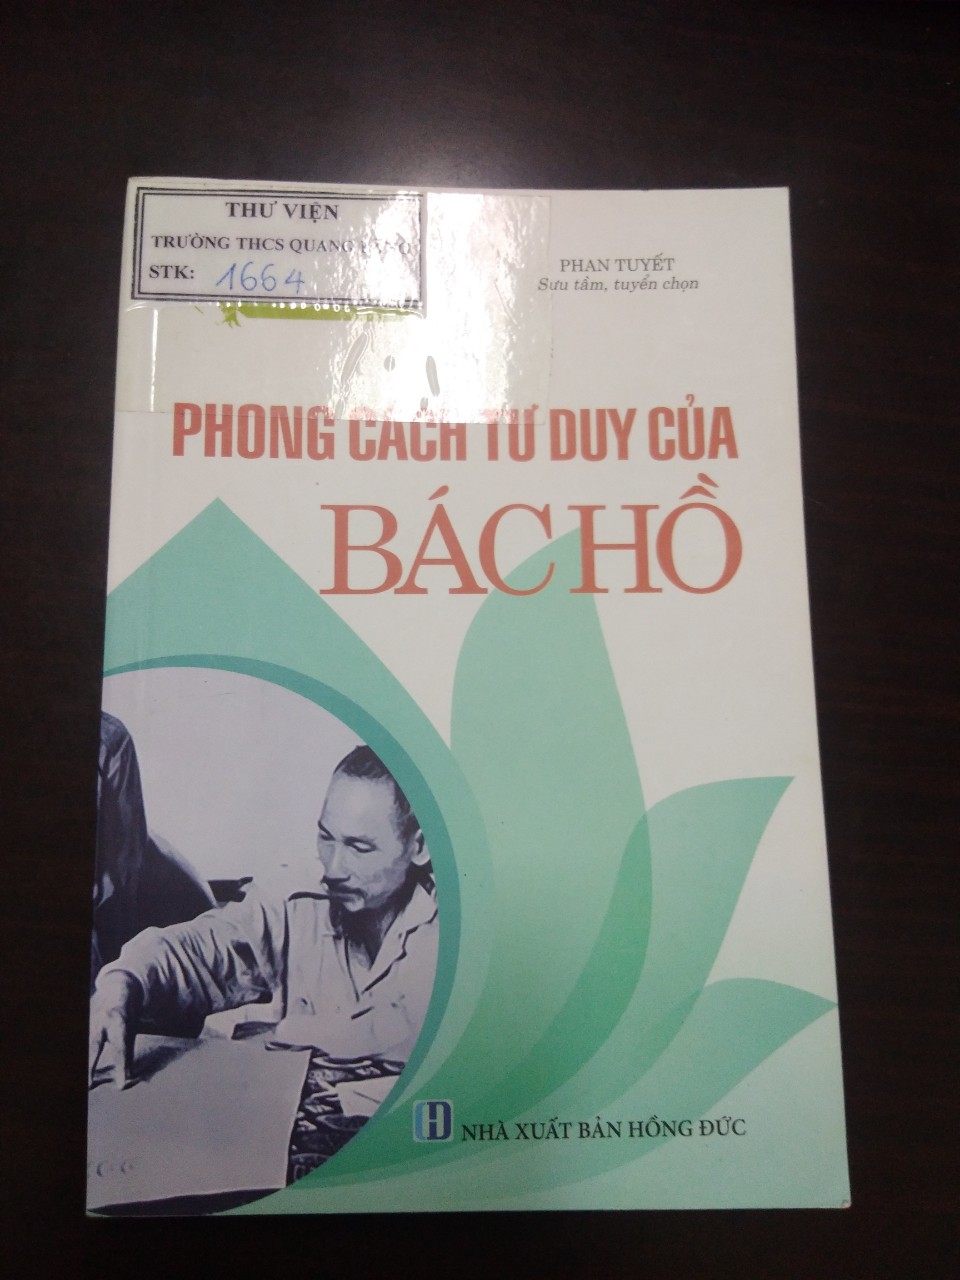 THƯ VIỆN
TRƯỜNG THCS QUANG
STK: 1664
PHAN TUYẾT
Sưu tầm, tuyển chọn
PHONG CÁCH TƯ DUY CỦA
BÁC HỒ
NHÀ XUẤT BẢN HỒNG ĐỨC